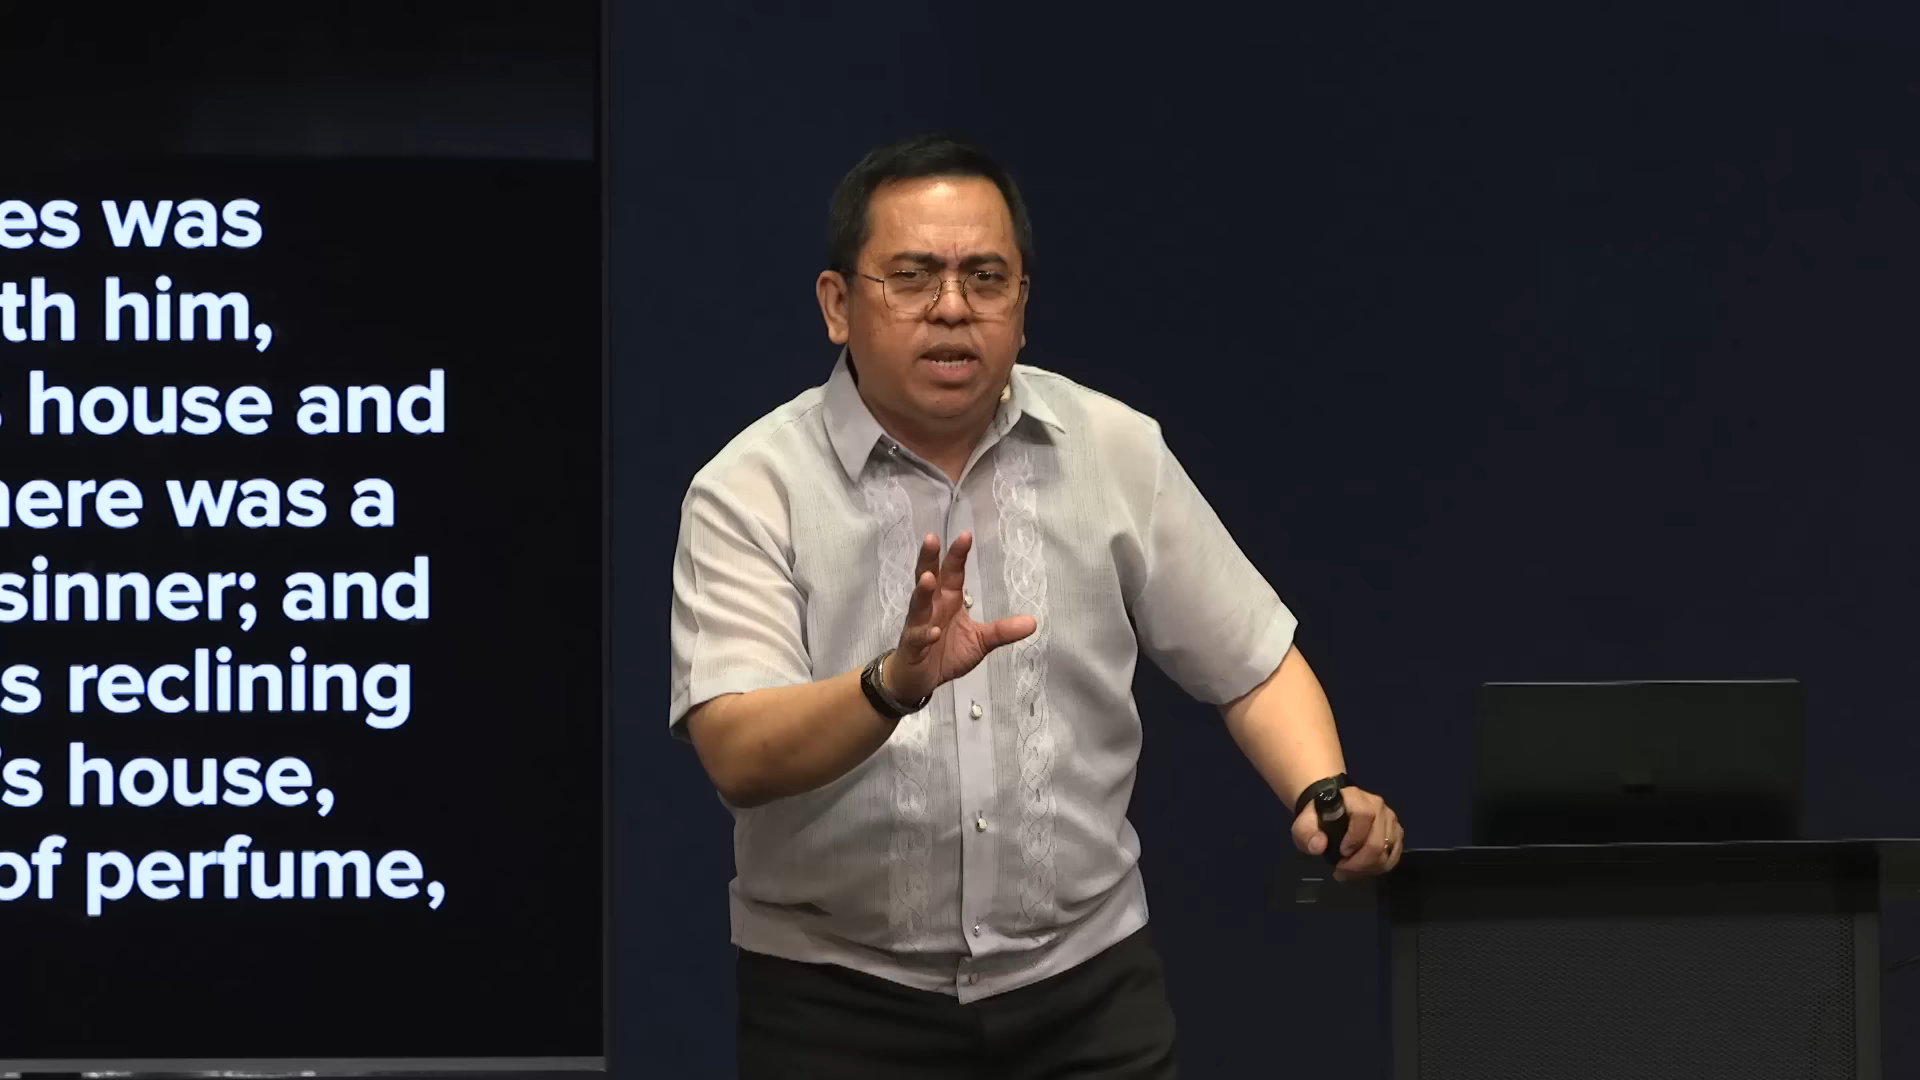 es was
th him,
s house and
here was a
sinner; and
s reclining
's house,
of perfume,